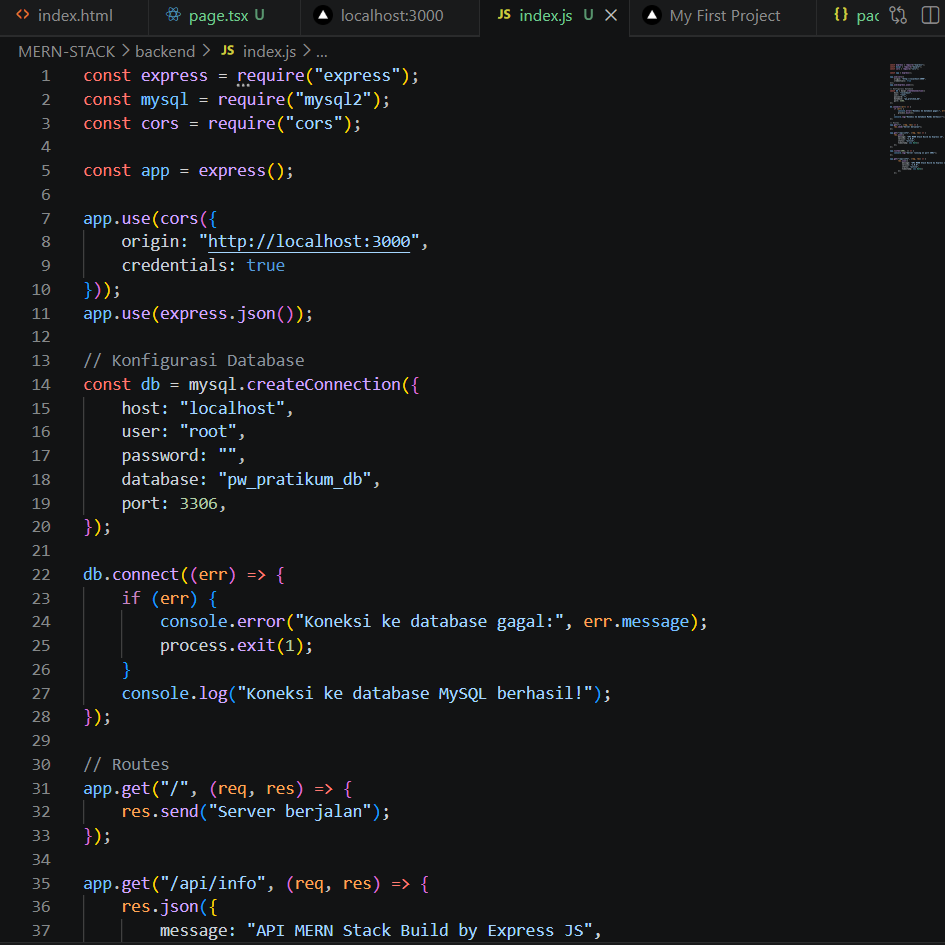 index.html
page.tsx U
localhost:3000
JS index.js U
My First Project
{} pac
MERN-STACK > backend > JS index.js > ...
1 const express = require("express");
2 const mysql = require("mysql2");
3 const cors = require("cors");
4
5 const app = express();
6
7 app.use(cors({
8     origin: "http://localhost:3000",
9     credentials: true
10 }));
11 app.use(express.json());
12
13 // Konfigurasi Database
14 const db = mysql.createConnection({
15     host: "localhost",
16     user: "root",
17     password: "",
18     database: "pw_pratikum_db",
19     port: 3306,
20 });
21
22 db.connect((err) => {
23     if (err) {
24         console.error("Koneksi ke database gagal:", err.message);
25         process.exit(1);
26     }
27     console.log("Koneksi ke database MySQL berhasil!");
28 });
29
30 // Routes
31 app.get("/", (req, res) => {
32     res.send("Server berjalan");
33 });
34
35 app.get("/api/info", (req, res) => {
36     res.json({
37         message: "API MERN Stack Build by Express JS",